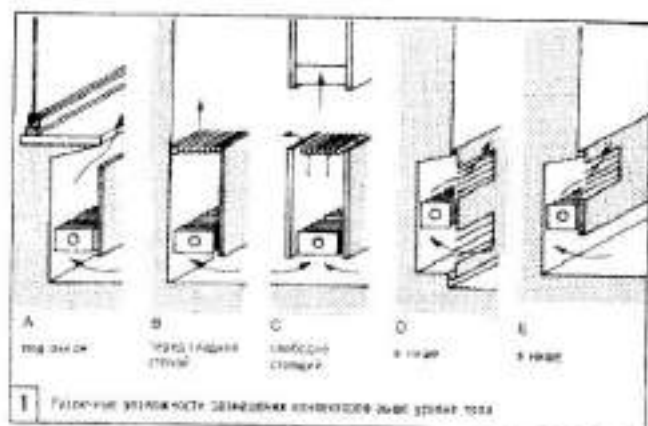 A
под окном
B
перед гладкой
стеной
C
свободно
стоящий
D
в нише
E
в нише
1 Различные возможности размещения конвекторов выше уровня пола